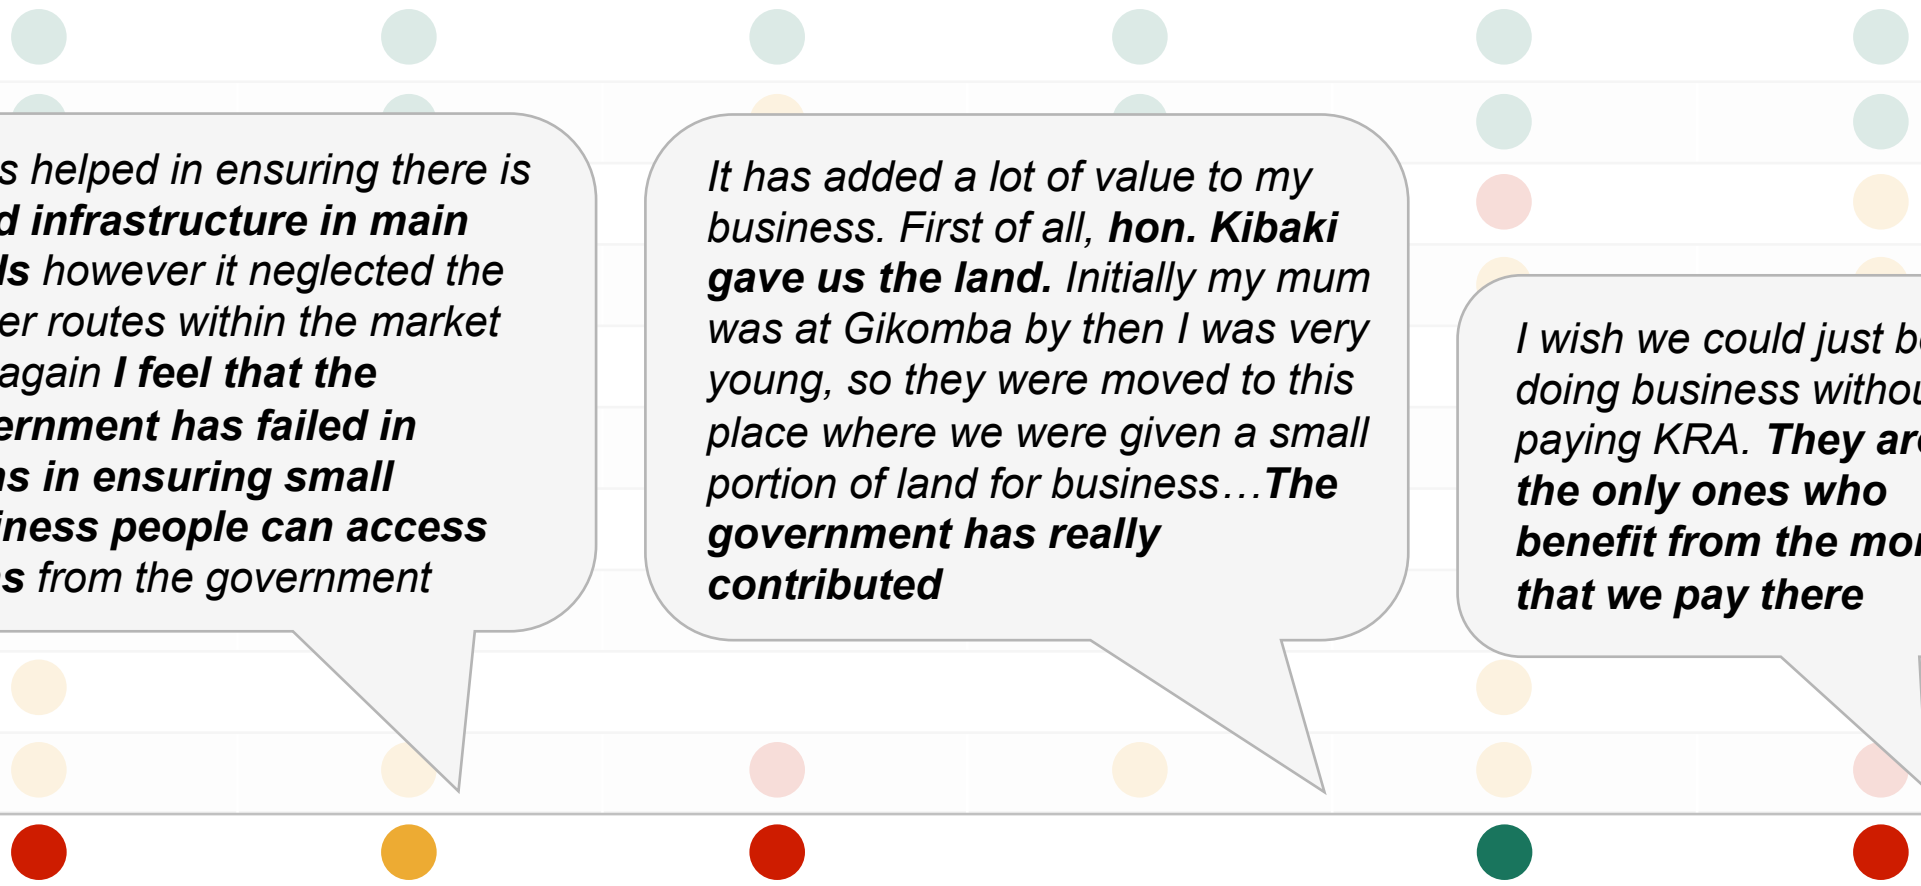 s helped in ensuring there is
d infrastructure in main
ls however it neglected the
er routes within the market
again I feel that the
ernment has failed in
ns in ensuring small
iness people can access
ns from the government
It has added a lot of value to my
business. First of all, hon. Kibaki
gave us the land. Initially my mum
was at Gikomba by then I was very
young, so they were moved to this
place where we were given a small
portion of land for business…The
government has really
contributed
I wish we could just b
doing business withou
paying KRA. They are
the only ones who
benefit from the mon
that we pay there